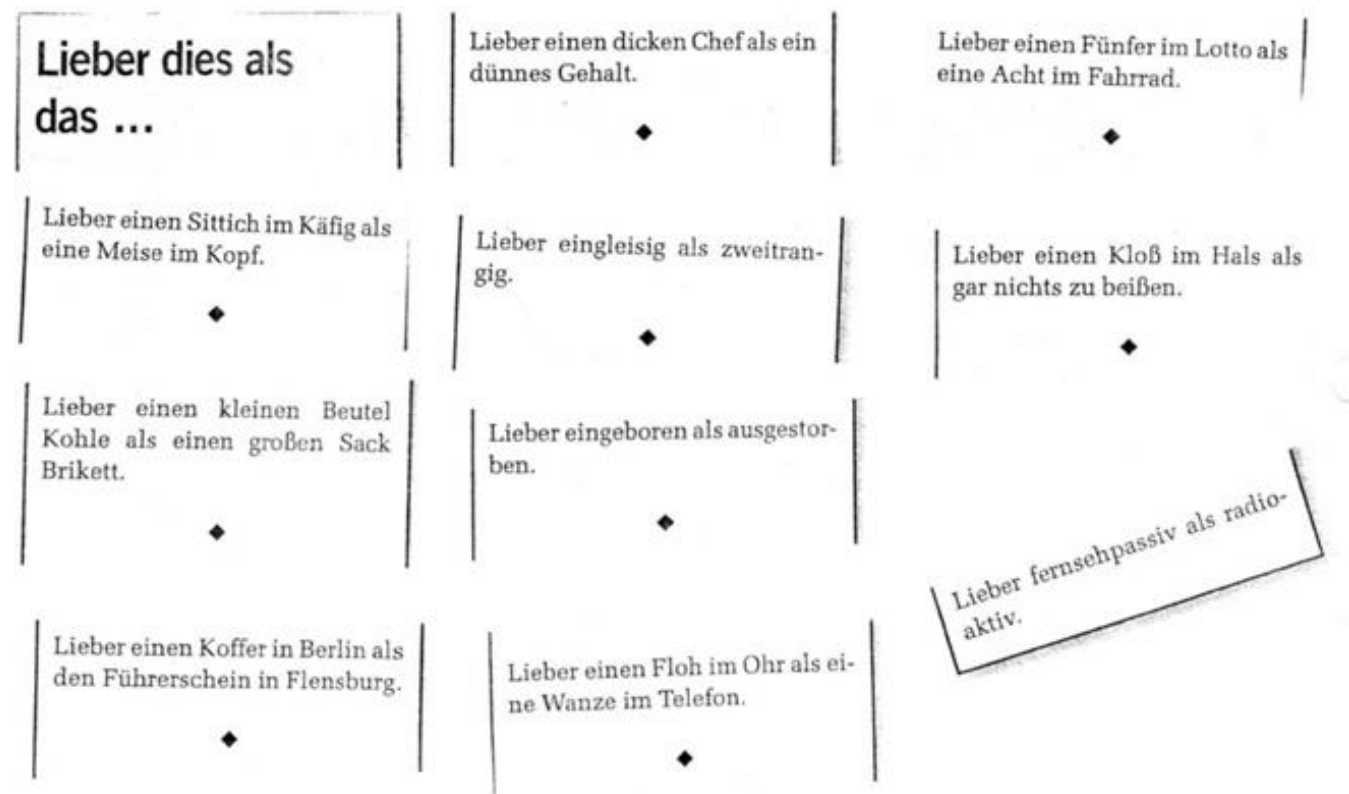 Lieber dies als
das ...
Lieber einen Sittich im Käfig als
eine Meise im Kopf.
Lieber einen kleinen Beutel
Kohle als einen großen Sack
Brikett.
Lieber einen Koffer in Berlin als
den Führerschein in Flensburg.
Lieber einen dicken Chef als ein
dünnes Gehalt.
Lieber eingleisig als zweitran-
gig.
Lieber eingeboren als ausgestor-
ben.
Lieber einen Floh im Ohr als ei-
ne Wanze im Telefon.
Lieber einen Fünfer im Lotto als
eine Acht im Fahrrad.
Lieber einen Kloß im Hals als
gar nichts zu beißen.
Lieber fernsehpassiv als radio-
aktiv.